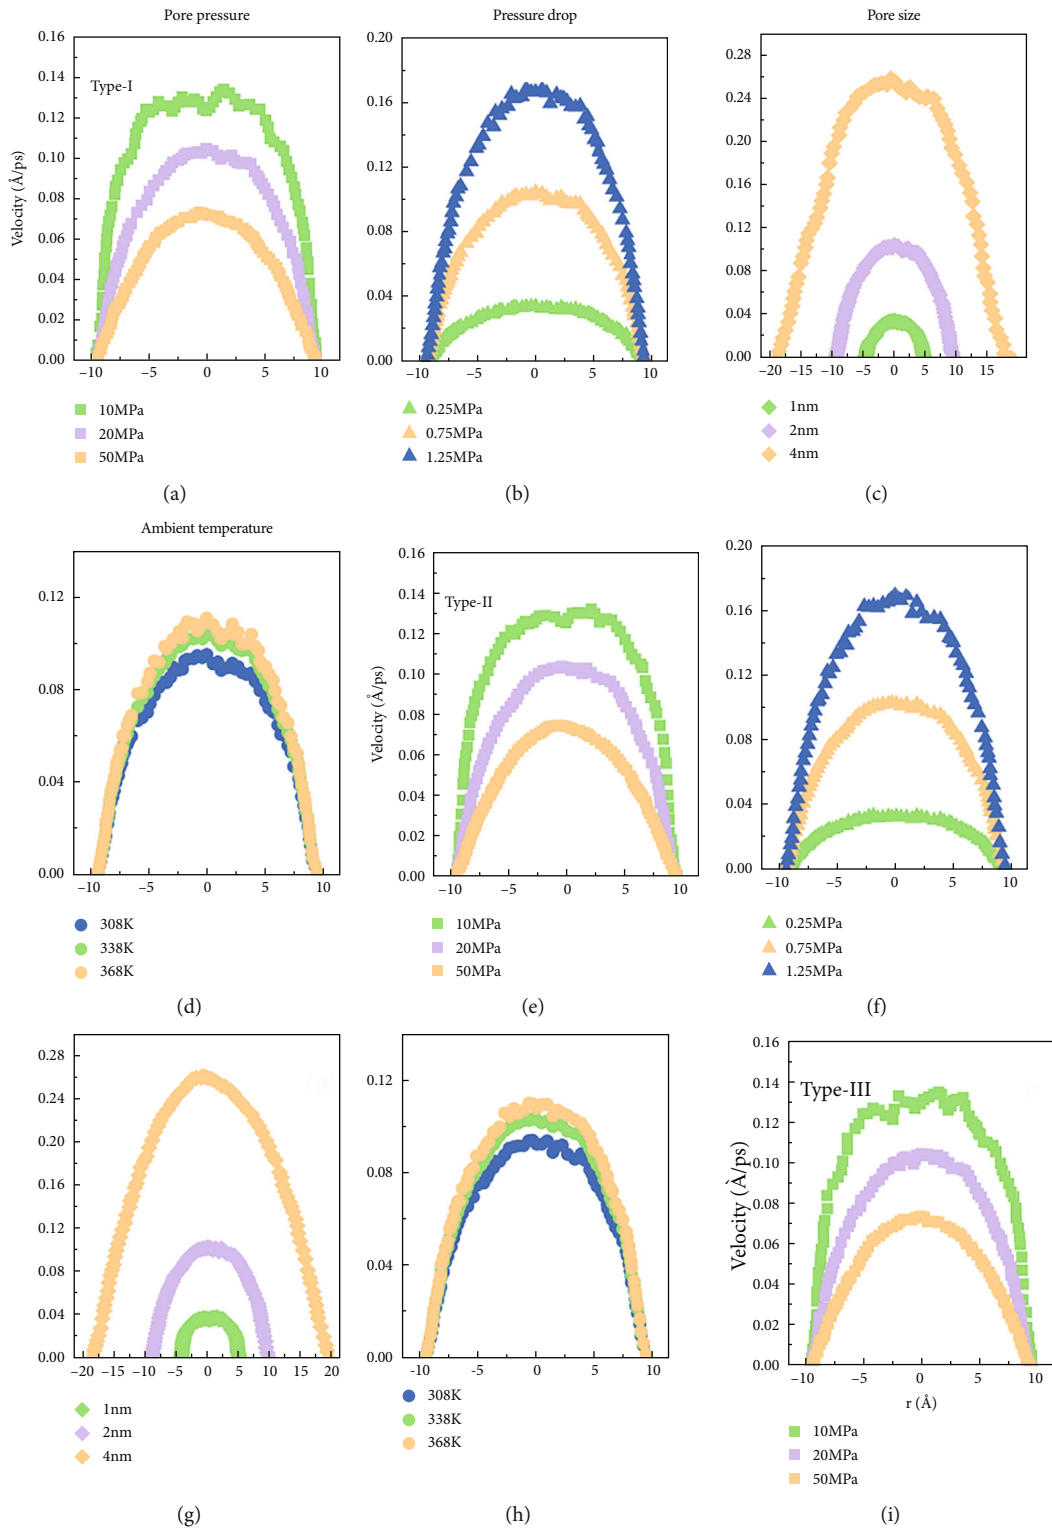 Pore pressure
Pressure drop
Pore size
0.16
0.14
0.12
0.10
0.08
0.06
0.04
0.02
0.00
Velocity (Å/ps)
Type-I
−10 −5 0 5 10
10MPa
20MPa
50MPa
(a)
0.20
0.16
0.12
0.08
0.04
0.00
−10 −5 0 5 10
0.25MPa
0.75MPa
1.25MPa
(b)
0.28
0.24
0.20
0.16
0.12
0.08
0.04
0.00
−20 −15 −10 −5 0 5 10 15
1nm
2nm
4nm
(c)
Ambient temperature
0.12
0.08
0.04
0.00
−10 −5 0 5 10
308K
338K
368K
(d)
0.16
0.14
0.12
0.10
0.08
0.06
0.04
0.02
0.00
Velocity (Å/ps)
Type-II
−10 −5 0 5 10
10MPa
20MPa
50MPa
(e)
0.20
0.16
0.12
0.08
0.04
0.00
−10 −5 0 5 10
0.25MPa
0.75MPa
1.25MPa
(f)
0.28
0.24
0.20
0.16
0.12
0.08
0.04
0.00
−20 −15 −10 −5 0 5 10 15 20
1nm
2nm
4nm
(g)
0.12
0.08
0.04
0.00
−10 −5 0 5 10
308K
338K
368K
(h)
0.16
0.14
0.12
0.10
0.08
0.06
0.04
0.02
0.00
Velocity (À/ps)
Type-III
−10 −5 0 5 10
r (Å)
10MPa
20MPa
50MPa
(i)